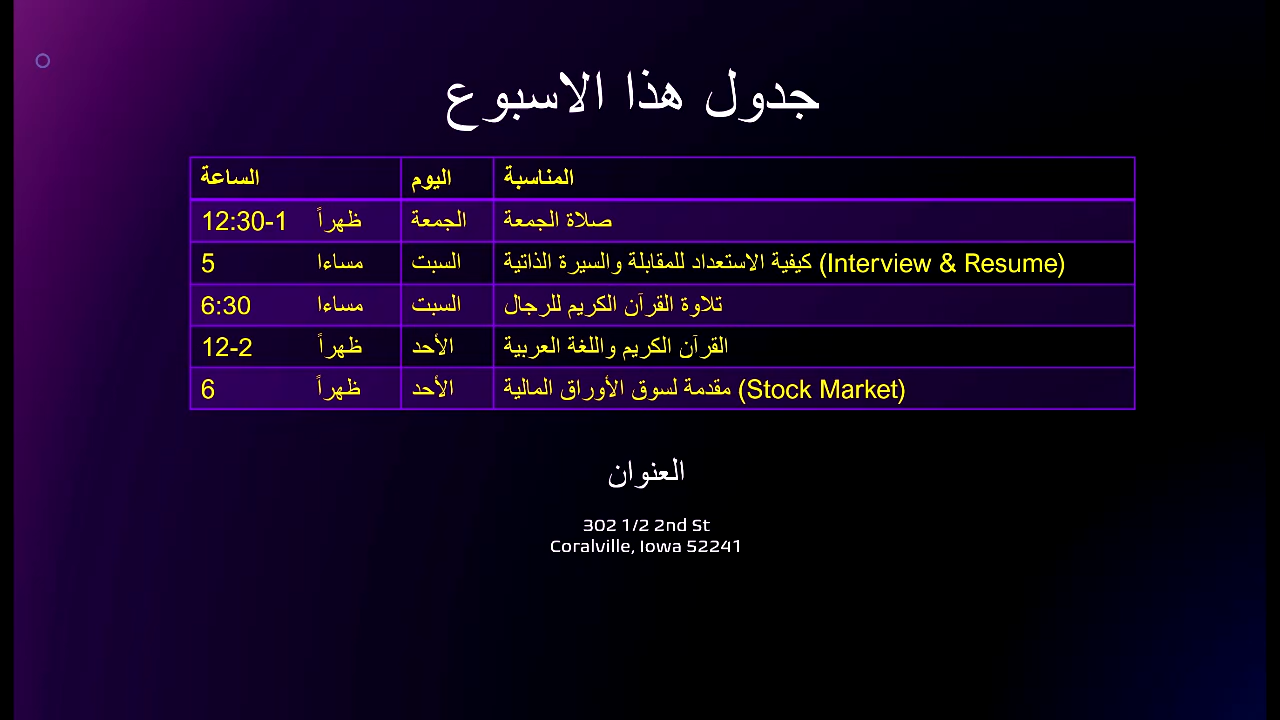 جدول هذا الاسبوع
المناسبة اليوم الساعة
صلاة الجمعة الجمعة 12:30-1 ظهراً
كيفية الاستعداد للمقابلة والسيرة الذاتية (Interview & Resume) السبت 5 مساءا
تلاوة القرآن الكريم للرجال السبت 6:30 مساءا
القرآن الكريم واللغة العربية الأحد 12-2 ظهراً
مقدمة لسوق الأوراق المالية (Stock Market) الأحد 6 ظهراً
العنوان
302 1/2 2nd St
Coralville, Iowa 52241